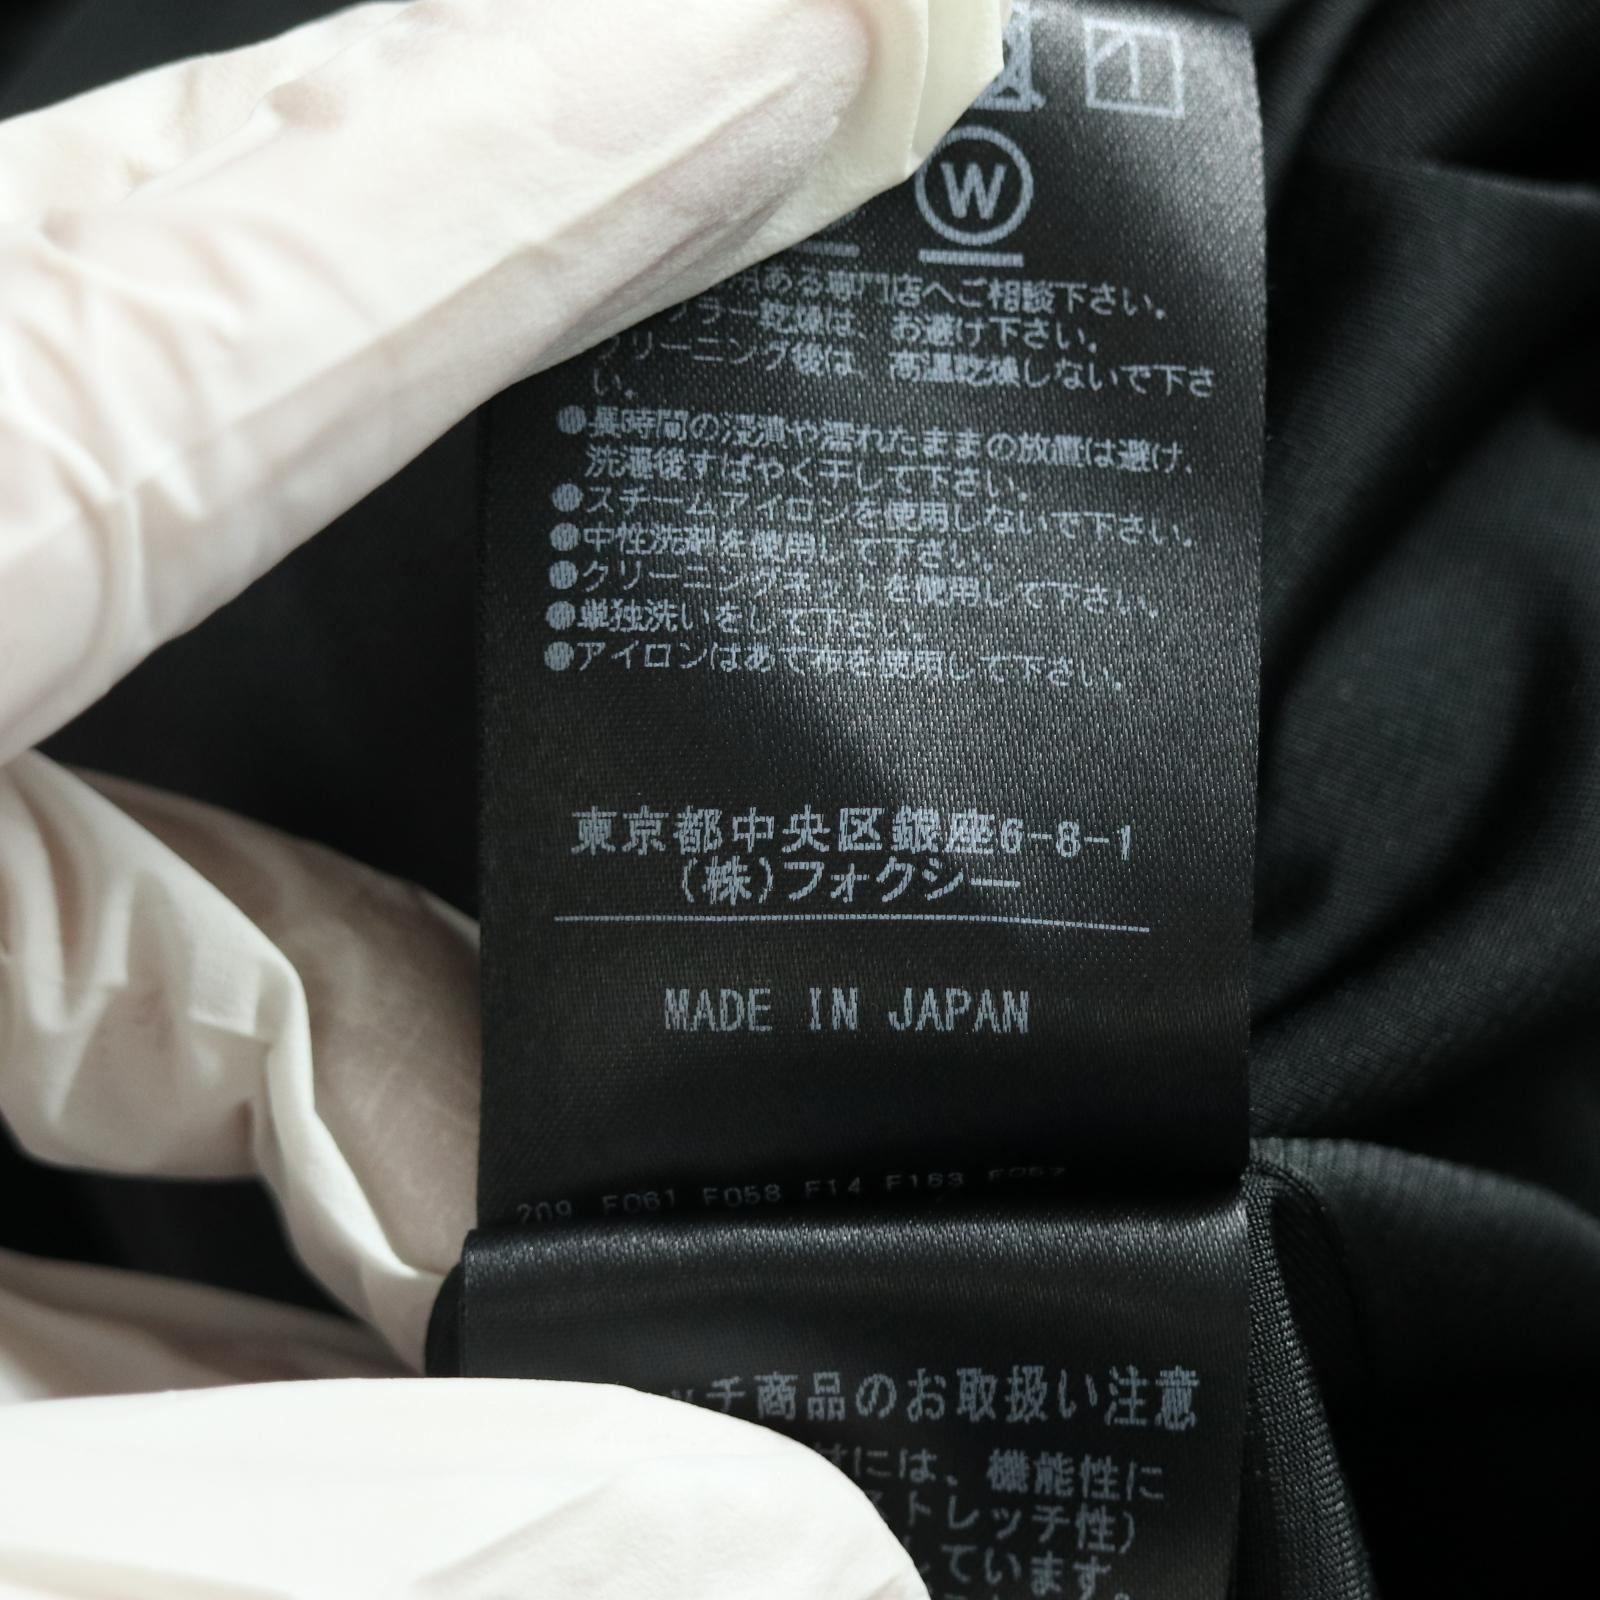 W
ある専門店へご相談下さい。
ラー乾燥は、お避け下さい。
クリーニング後は、高温乾燥しないで下さ
い。
●長時間の浸漬や濡れたままの放置は避け、
洗濯後すばやく干して下さい。
●スチームアイロンを使用しないで下さい。
●中性洗剤を使用して下さい。
●クリーニングネットを使用して下さい。
●単独洗いをして下さい。
●アイロンはあて布を使用して下さい。
東京都中央区銀座6-8-1
(株)フォクシー
MADE IN JAPAN
209 F061 F058 F14 F163 F057
ッチ商品のお取扱い注意
には、機能性に
ストレッチ性)
しています。